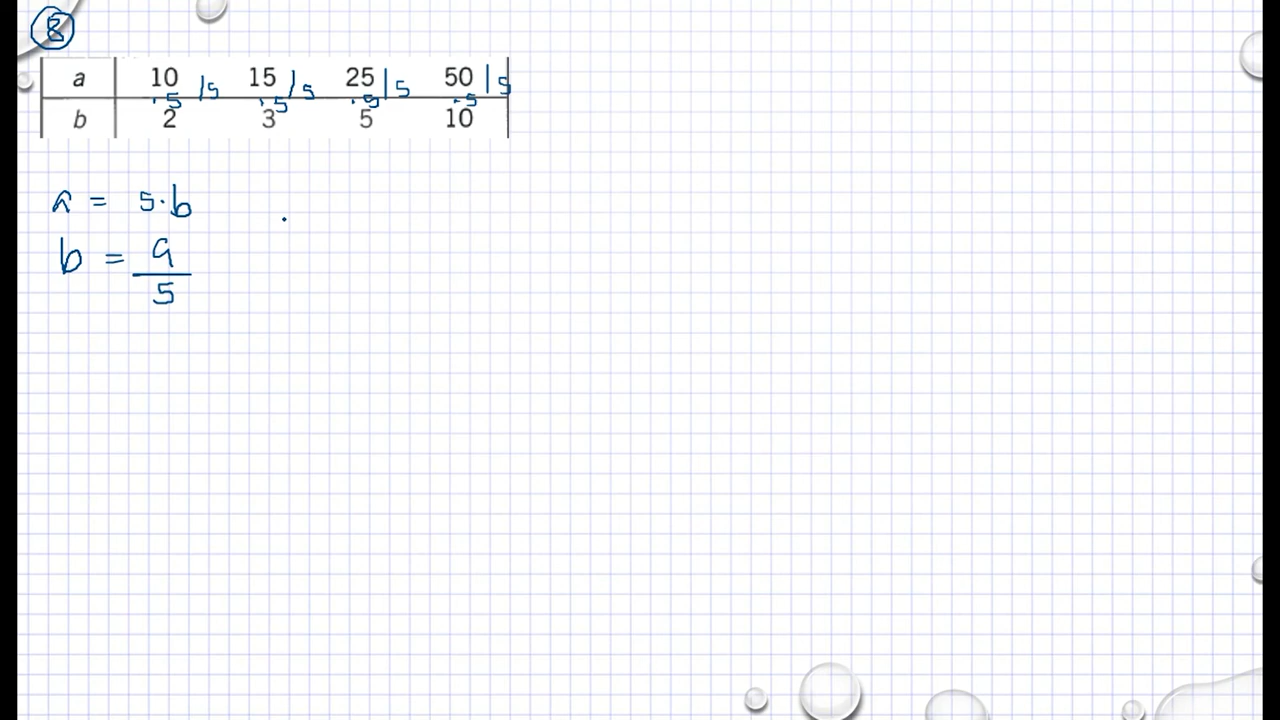 8
a 10 /5 15 /5 25 /5 50 /5
·5 ·5 ·5 ·5
b 2 3 5 10
a = 5·b
b = a/5